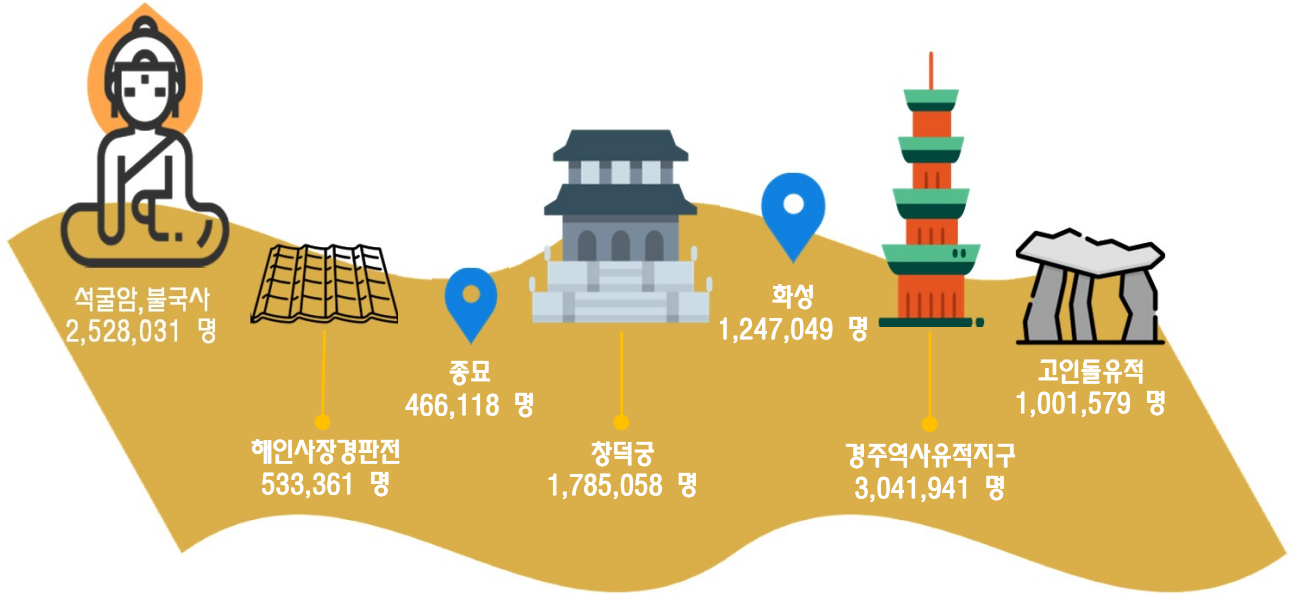 석굴암,불국사
2,528,031 명
해인사장경판전
533,361 명
종묘
466,118 명
창덕궁
1,785,058 명
화성
1,247,049 명
경주역사유적지구
3,041,941 명
고인돌유적
1,001,579 명